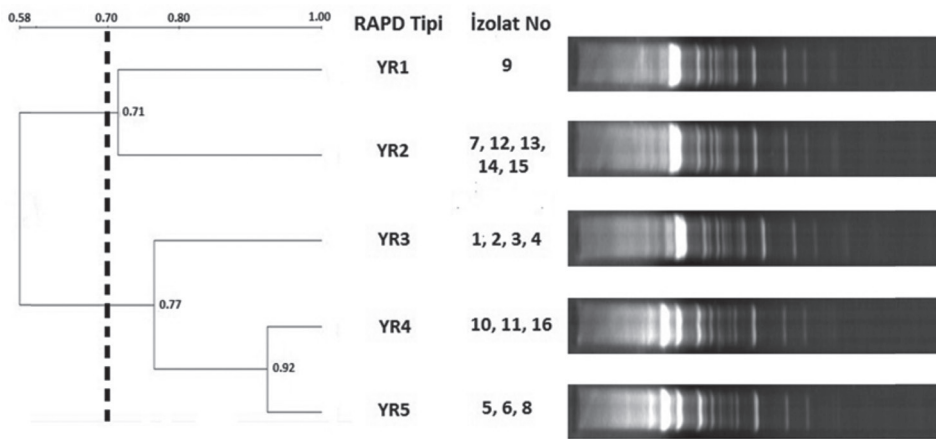 0.58 0.70 0.80 1.00
RAPD Tipi İzolat No
YR1 9
0.71
YR2 7, 12, 13,
14, 15
YR3 1, 2, 3, 4
0.77
YR4 10, 11, 16
0.92
YR5 5, 6, 8